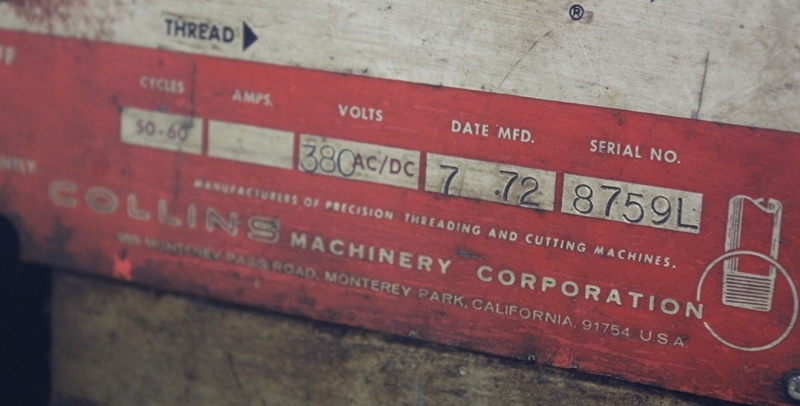 ®
THREAD
CYCLES AMPS. VOLTS DATE MFD. SERIAL NO.
50-60 380 AC/DC 7 72 8759L
MANUFACTURERS OF PRECISION THREADING AND CUTTING MACHINES.
COLLINS MACHINERY CORPORATION
MONTEREY PASS ROAD, MONTEREY PARK, CALIFORNIA, 91754 U.S.A.